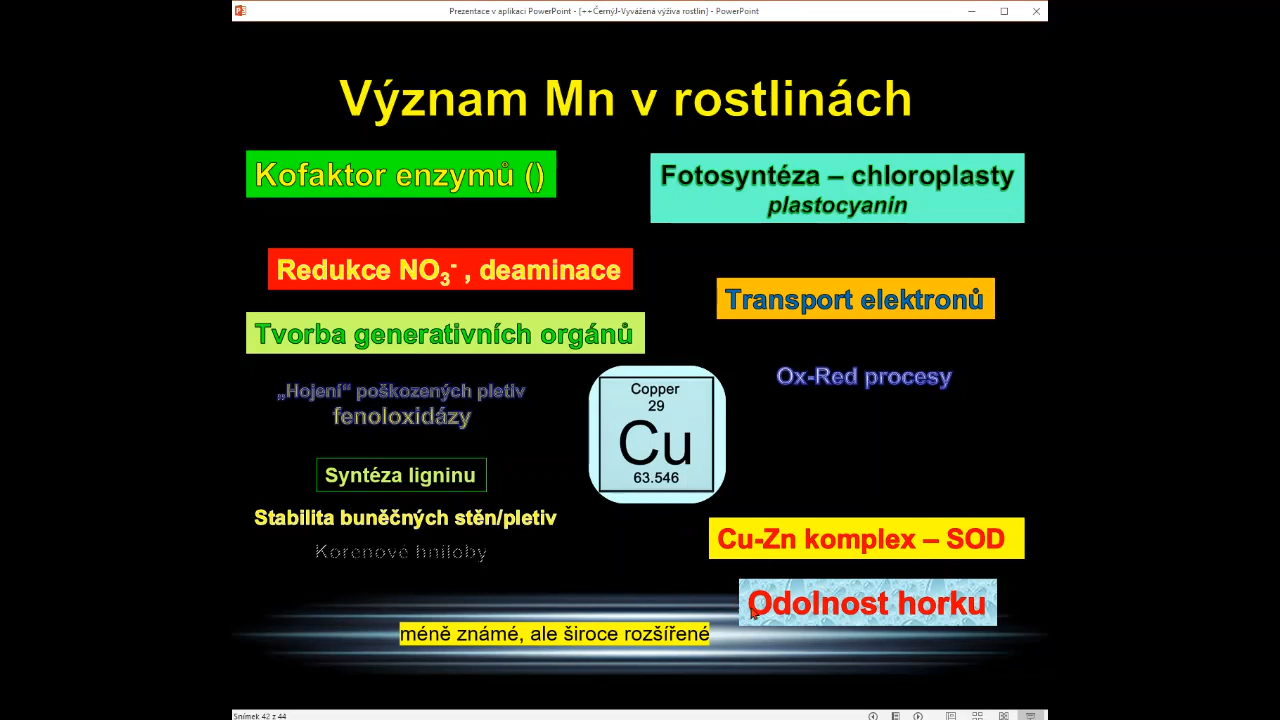 Prezentace v aplikaci PowerPoint - [++ČernýJ-Vyvážená výživa rostlin] - PowerPoint
Význam Mn v rostlinách
Kofaktor enzymů ()
Fotosyntéza – chloroplasty
plastocyanin
Redukce NO3- , deaminace
Transport elektronů
Tvorba generativních orgánů
Ox-Red procesy
„Hojení“ poškozených pletiv
fenoloxidázy
Copper
29
Cu
63.546
Syntéza ligninu
Stabilita buněčných stěn/pletiv
Kořenové hniloby
Cu-Zn komplex – SOD
Odolnost horku
méně známé, ale široce rozšířené
Snímek 42 z 44